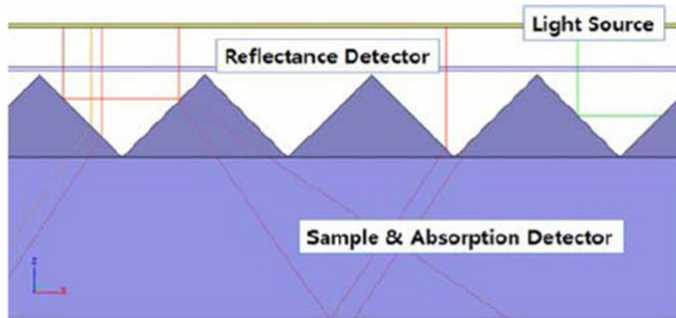 Light Source
Reflectance Detector
Sample & Absorption Detector
z
x